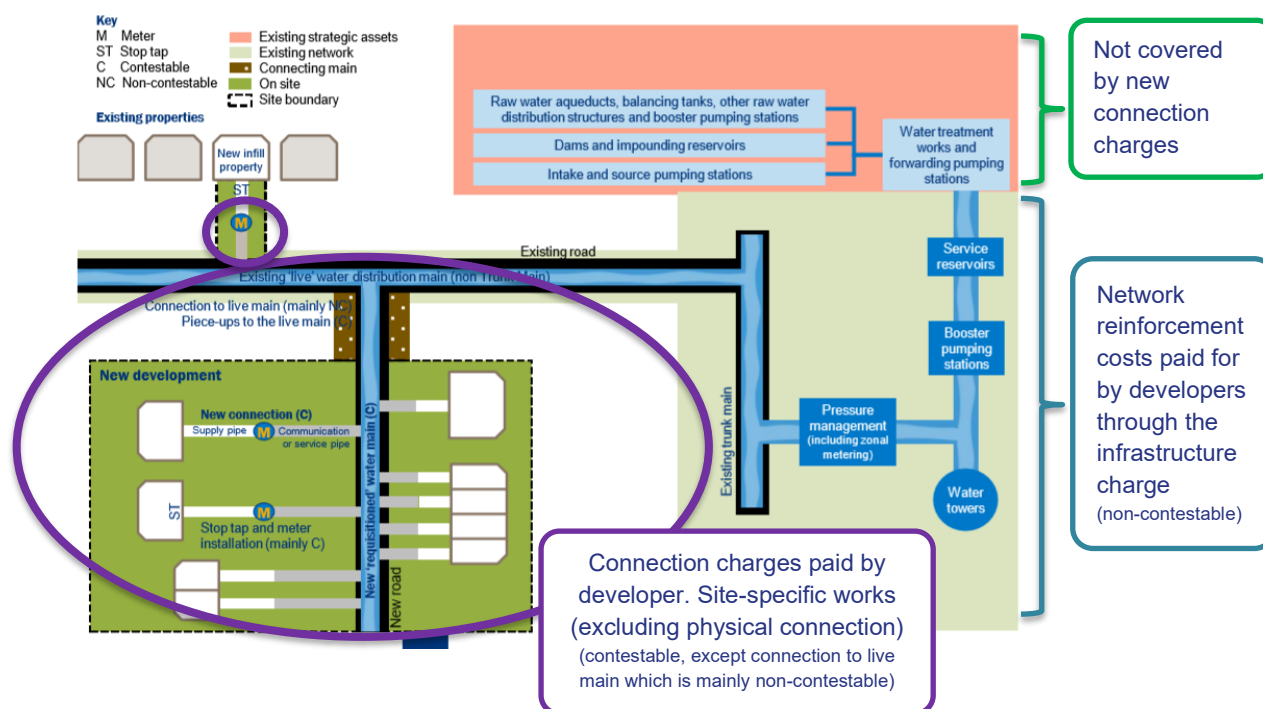 Key
M Meter
ST Stop tap
C Contestable
NC Non-contestable
Existing strategic assets
Existing network
Connecting main
On site
Site boundary
Existing properties
New infill
property
ST
M
Raw water aqueducts, balancing tanks, other raw water
distribution structures and booster pumping stations
Dams and impounding reservoirs
Intake and source pumping stations
Water treatment
works and
forwarding pumping
stations
Not covered
by new
connection
charges
Existing road
Existing 'live' water distribution main (non Trunk Main)
Connection to live main (mainly NC)
Piece-ups to the live main (C)
New development
New connection (C)
Supply pipe
M
Communication
or service pipe
ST
M
Stop tap and meter
installation (mainly C)
New 'requisitioned' water main (C)
New road
Existing trunk main
Service
reservoirs
Booster
pumping
stations
Pressure
management
(including zonal
metering)
Water
towers
Network
reinforcement
costs paid for
by developers
through the
infrastructure
charge
(non-contestable)
Connection charges paid by
developer. Site-specific works
(excluding physical connection)
(contestable, except connection to live
main which is mainly non-contestable)